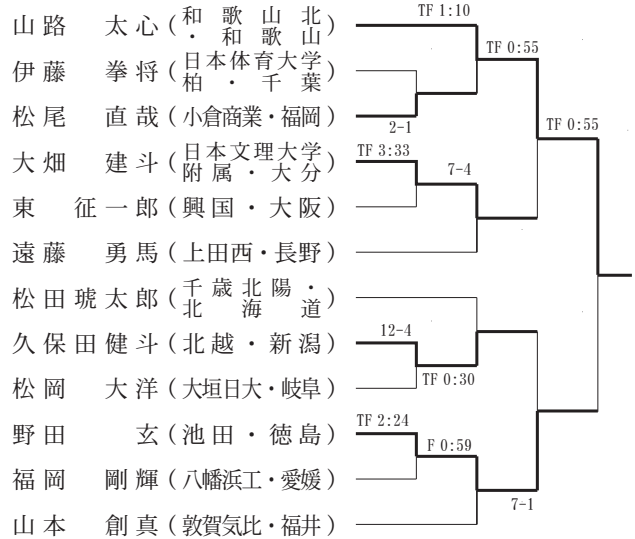 山路 太心(和歌山北・和歌山)
TF 1:10
TF 0:55
伊藤 拳将(日本体育大学柏・千葉)
松尾 直哉(小倉商業・福岡)
2-1
TF 0:55
大畑 建斗(日本文理大学附属・大分)
TF 3:33
7-4
東 征一郎(興国・大阪)
遠藤 勇馬(上田西・長野)
松田琥太郎(千歳北陽・北海道)
久保田健斗(北越・新潟)
12-4
松岡 大洋(大垣日大・岐阜)
TF 0:30
野田 玄(池田・徳島)
TF 2:24
F 0:59
福岡 剛輝(八幡浜工・愛媛)
7-1
山本 創真(敦賀気比・福井)